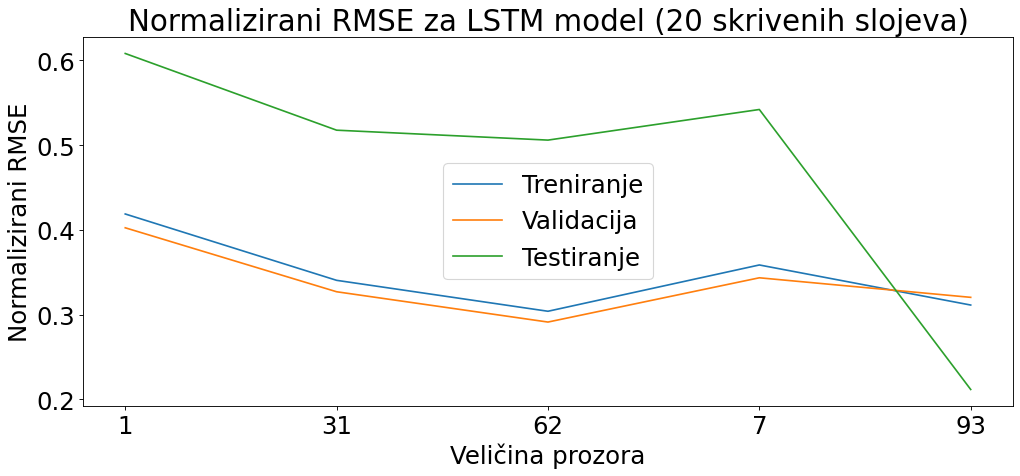 Normalizirani RMSE za LSTM model (20 skrivenih slojeva)
Normalizirani RMSE
0.6
0.5
0.4
0.3
0.2
Treniranje
Validacija
Testiranje
1 31 62 7 93
Veličina prozora